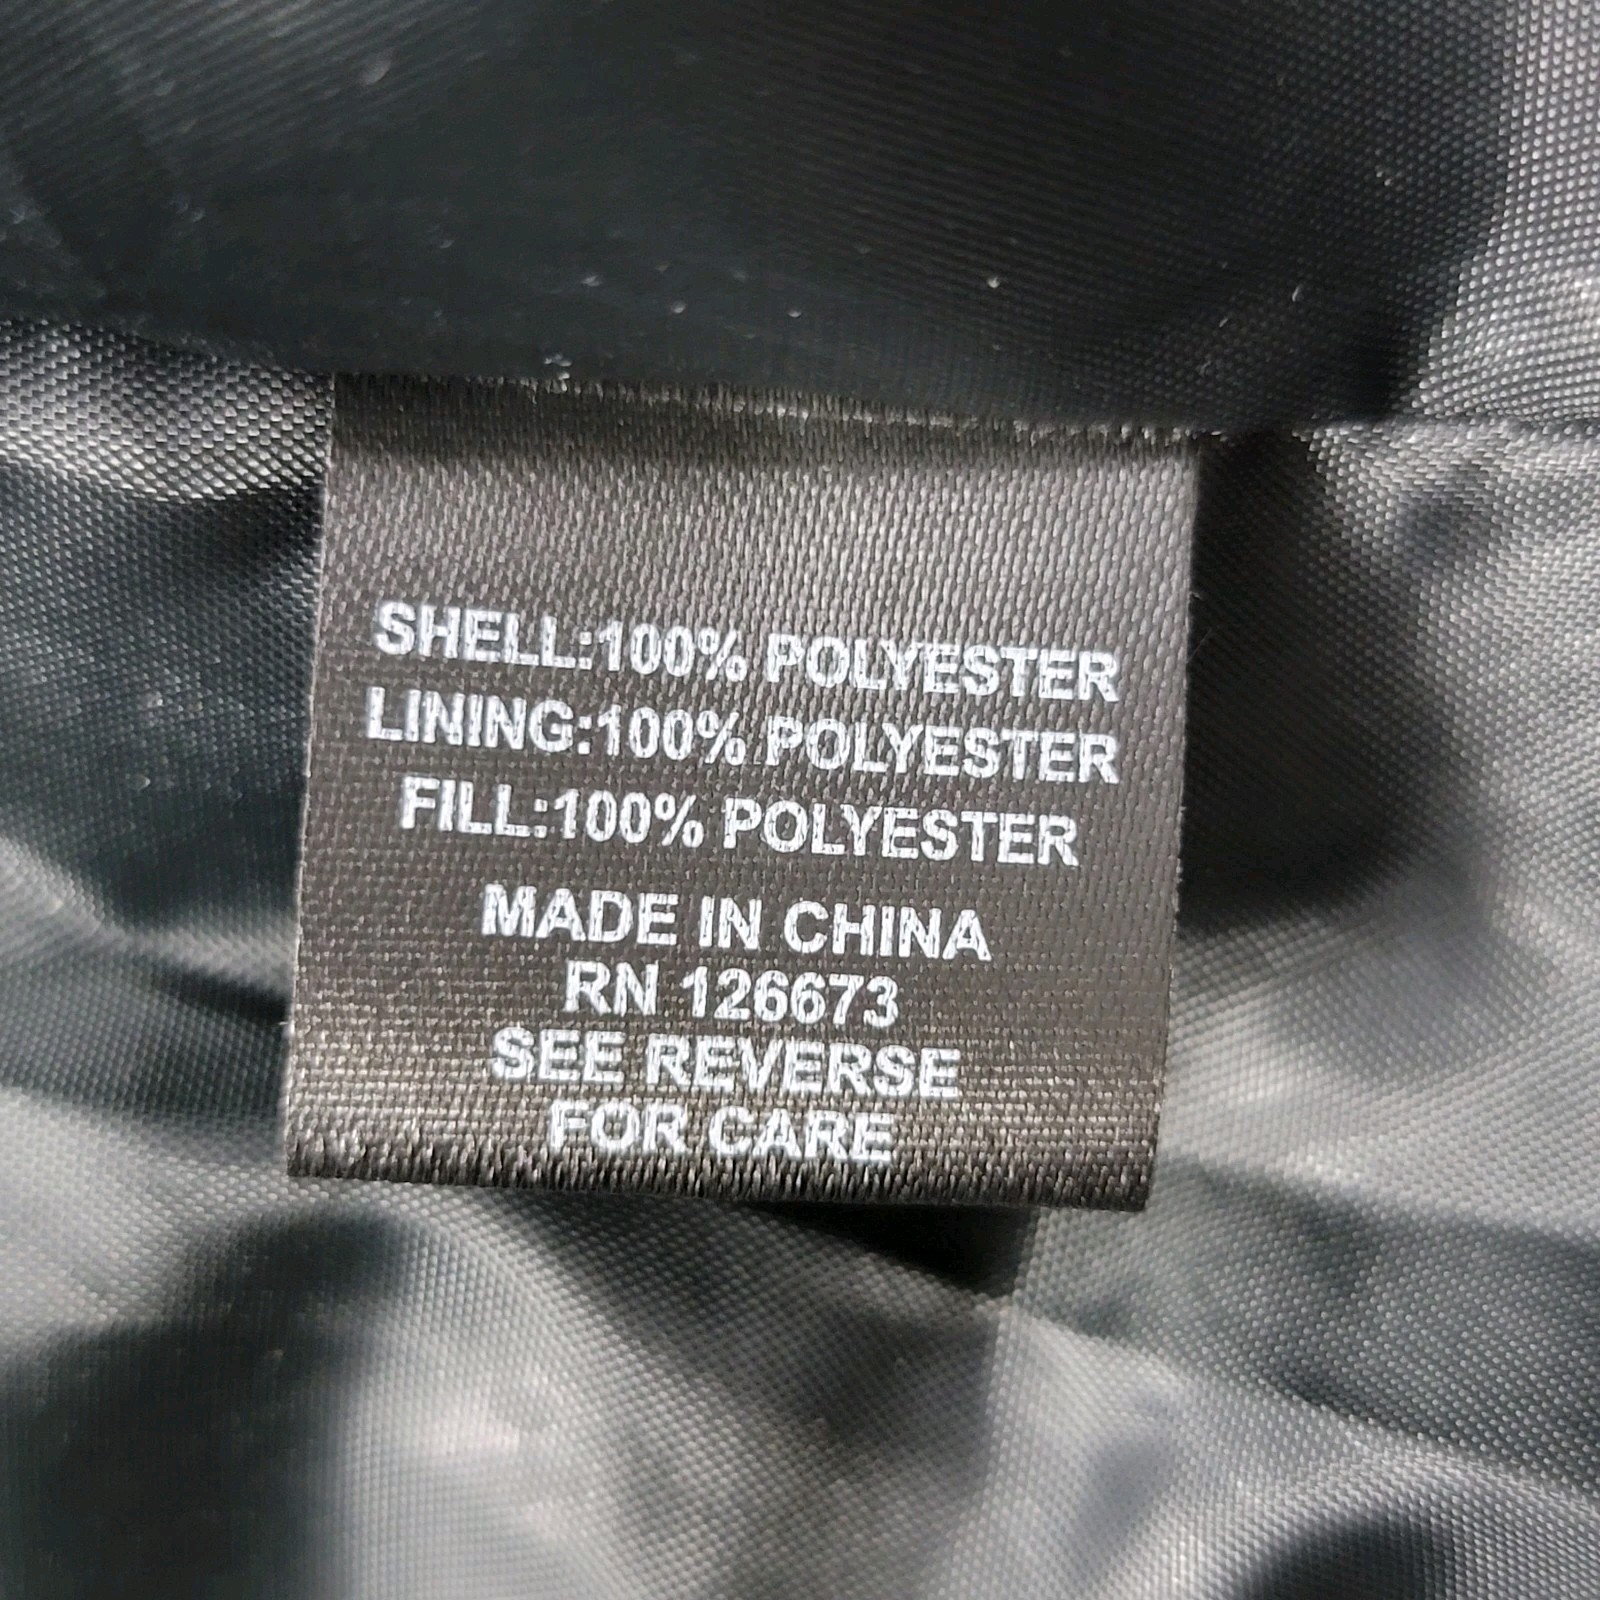 SHELL:100% POLYESTER
LINING:100% POLYESTER
FILL:100% POLYESTER
MADE IN CHINA
RN 126673
SEE REVERSE
FOR CARE